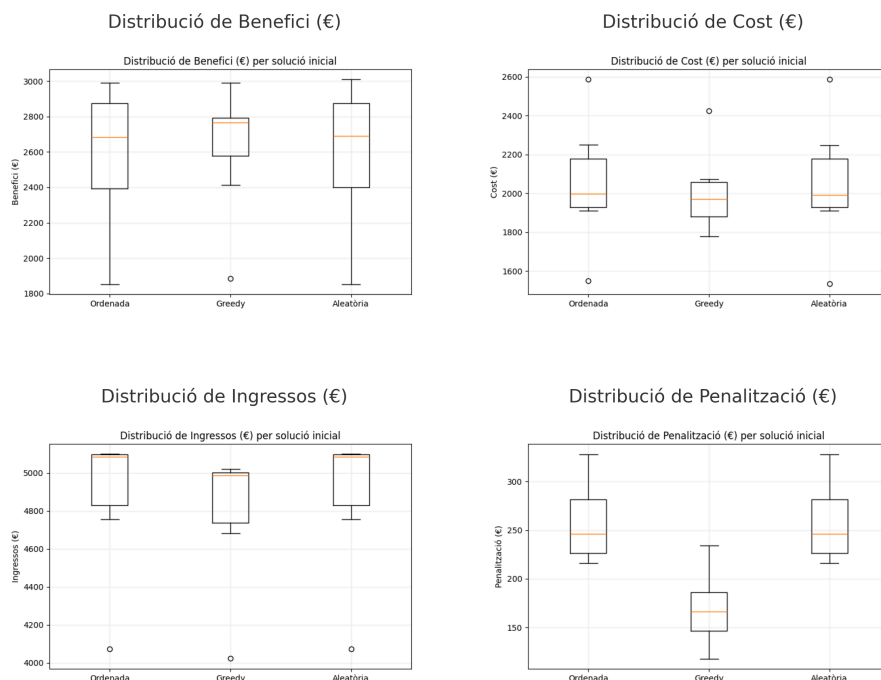 Distribució de Benefici (€)
Distribució de Benefici (€) per solució inicial
Benefici (€)
3000
2800
2600
2400
2200
2000
1800
Ordenada
Greedy
Aleatòria
Distribució de Cost (€)
Distribució de Cost (€) per solució inicial
Cost (€)
2600
2400
2200
2000
1800
1600
Ordenada
Greedy
Aleatòria
Distribució de Ingressos (€)
Distribució de Ingressos (€) per solució inicial
Ingressos (€)
5000
4800
4600
4400
4200
4000
Ordenada
Greedy
Aleatòria
Distribució de Penalització (€)
Distribució de Penalització (€) per solució inicial
Penalització (€)
300
250
200
150
Ordenada
Greedy
Aleatòria